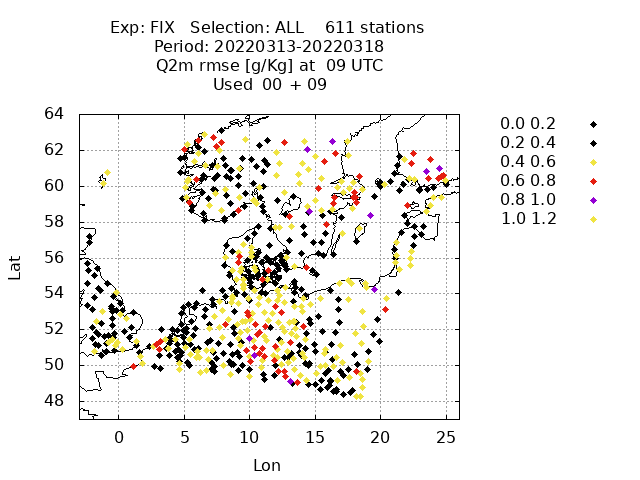 Exp: FIX   Selection: ALL    611 stations
Period: 20220313-20220318
Q2m rmse [g/Kg] at  09 UTC
Used  00 + 09
64
62
60
58
56
54
52
50
48
Lat
0 5 10 15 20 25
Lon
0.0 0.2
0.2 0.4
0.4 0.6
0.6 0.8
0.8 1.0
1.0 1.2